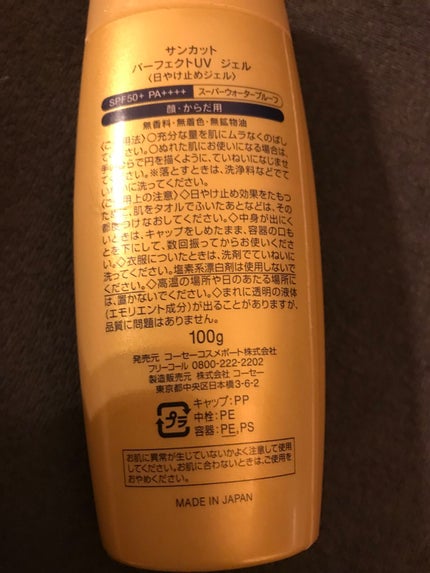 サンカット
パーフェクトUV ジェル
〈日やけ止めジェル〉
SPF50+ PA++++ スーパーウォータープルーフ
顔・からだ用
無香料・無着色・無鉱物油
〈ご使用法〉○充分な量を肌にムラなくのばし
てください。○ぬれた肌にお使いになる場合は、
手のひらで円を描くように、ていねいになじませ
てください。※落とすときは、洗浄料などでて
いねいに洗ってください。
〈ご使用上の注意〉◇日やけ止め効果をたもつ
ために、肌をタオルでふいたあとなどは、その
都度つけなおしてください。◇中身が出にく
いときは、キャップをしめたまま、容器の口も
とを下にして、数回振ってからお使いくださ
い。◇衣服についたときは、洗剤でていねいに
洗ってください。塩素系漂白剤は使用しないで
ください。◇高温の場所や日のあたる場所に
は、置かないでください。◇まれに透明の液体
(エモリエント成分)が出ることがありますが、
品質に問題はありません。
100g
発売元 コーセーコスメポート株式会社
フリーコール 0800-222-2202
製造販売元 株式会社 コーセー
東京都中央区日本橋3-6-2
プラ
キャップ:PP
中栓:PE
容器:PE,PS
お肌に異常が生じていないかよく注意して使用
してください。お肌に合わないときは、ご使用を
おやめください。
MADE IN JAPAN